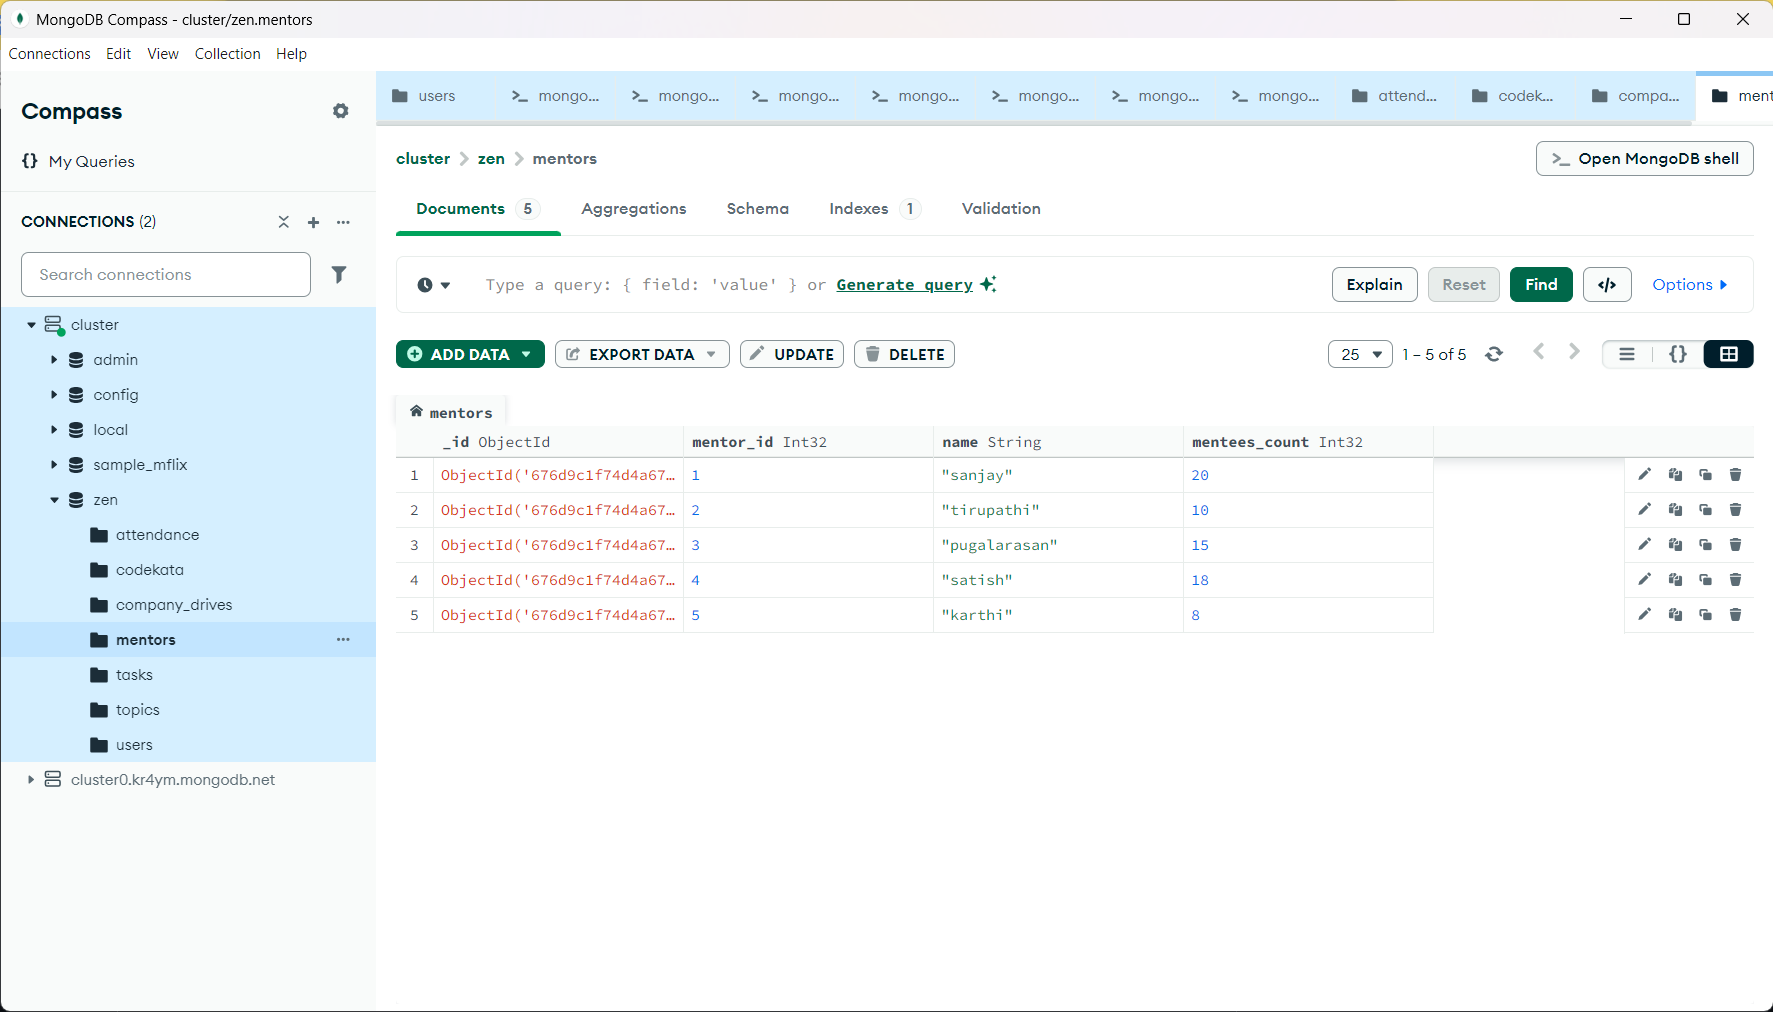 MongoDB Compass - cluster/zen.mentors
Connections Edit View Collection Help
Compass
{} My Queries
CONNECTIONS (2)
Search connections
cluster
admin
config
local
sample_mflix
zen
attendance
codekata
company_drives
mentors
tasks
topics
users
cluster0.kr4ym.mongodb.net
users >_ mongo... >_ mongo... >_ mongo... >_ mongo... >_ mongo... >_ mongo... >_ mongo... attend... codek... compa... ment
cluster > zen > mentors
>_ Open MongoDB shell
Documents 5 Aggregations Schema Indexes 1 Validation
Type a query: { field: 'value' } or Generate query
Explain Reset Find </> Options
ADD DATA EXPORT DATA UPDATE DELETE
25 1 – 5 of 5 {}
mentors
_id ObjectId mentor_id Int32 name String mentees_count Int32
1 ObjectId('676d9c1f74d4a67… 1 "sanjay" 20
2 ObjectId('676d9c1f74d4a67… 2 "tirupathi" 10
3 ObjectId('676d9c1f74d4a67… 3 "pugalarasan" 15
4 ObjectId('676d9c1f74d4a67… 4 "satish" 18
5 ObjectId('676d9c1f74d4a67… 5 "karthi" 8